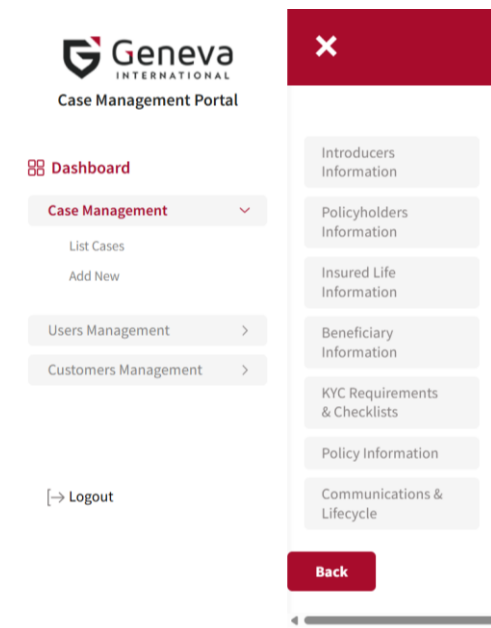 Geneva
INTERNATIONAL
Case Management Portal
Dashboard
Case Management
List Cases
Add New
Users Management
Customers Management
Logout
Introducers
Information
Policyholders
Information
Insured Life
Information
Beneficiary
Information
KYC Requirements
& Checklists
Policy Information
Communications &
Lifecycle
Back